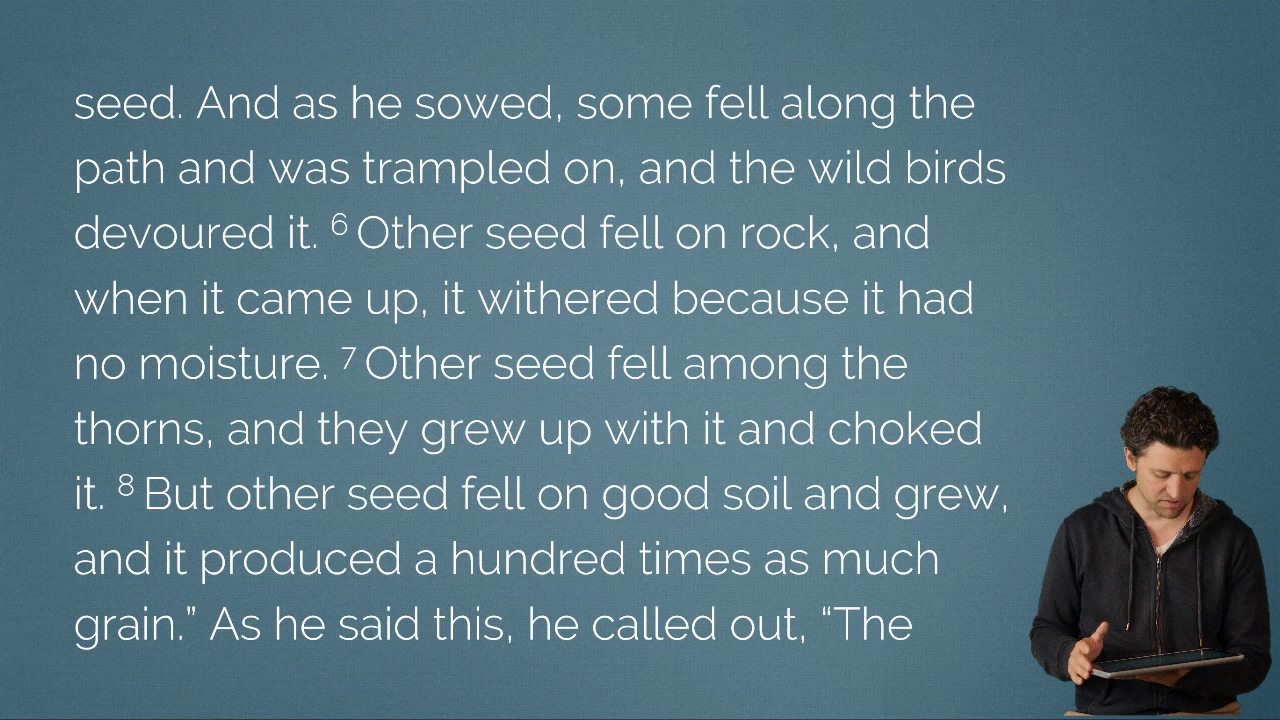 seed. And as he sowed, some fell along the
path and was trampled on, and the wild birds
devoured it. 6 Other seed fell on rock, and
when it came up, it withered because it had
no moisture. 7 Other seed fell among the
thorns, and they grew up with it and choked
it. 8 But other seed fell on good soil and grew,
and it produced a hundred times as much
grain.” As he said this, he called out, “The